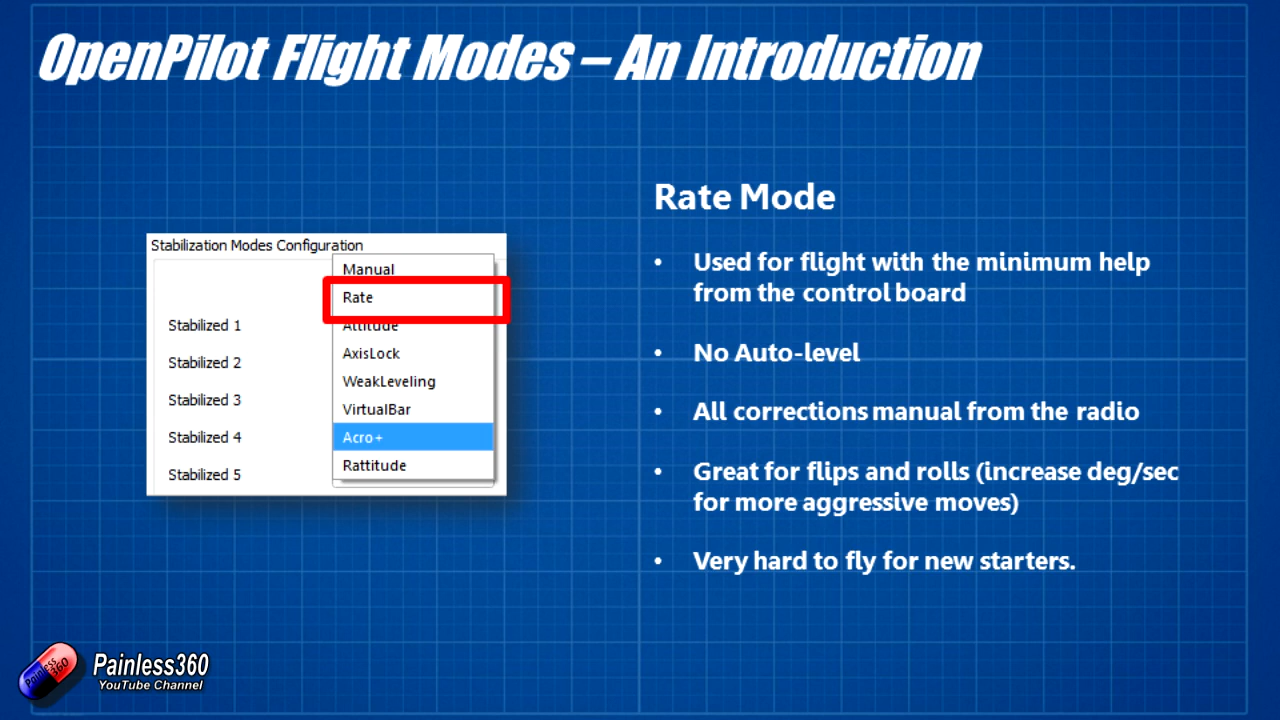 OpenPilot Flight Modes – An Introduction
Stabilization Modes Configuration
Manual
Rate
Attitude
AxisLock
WeakLeveling
VirtualBar
Acro+
Rattitude
Stabilized 1
Stabilized 2
Stabilized 3
Stabilized 4
Stabilized 5
Rate Mode
• Used for flight with the minimum help
from the control board
• No Auto-level
• All corrections manual from the radio
• Great for flips and rolls (increase deg/sec
for more aggressive moves)
• Very hard to fly for new starters.
Painless
360
Painless360
YouTube Channel